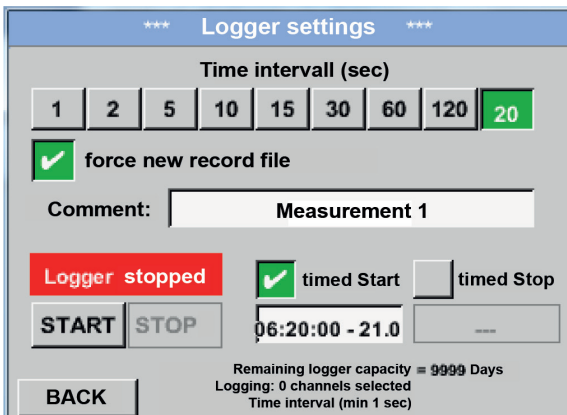 *** Logger settings ***
Time intervall (sec)
1 2 5 10 15 30 60 120 20
✔ force new record file
Comment: Measurement 1
Logger stopped ✔ timed Start timed Stop
START STOP 06:20:00 - 21.0 ---
Remaining logger capacity = 9999 Days
Logging: 0 channels selected
BACK Time interval (min 1 sec)